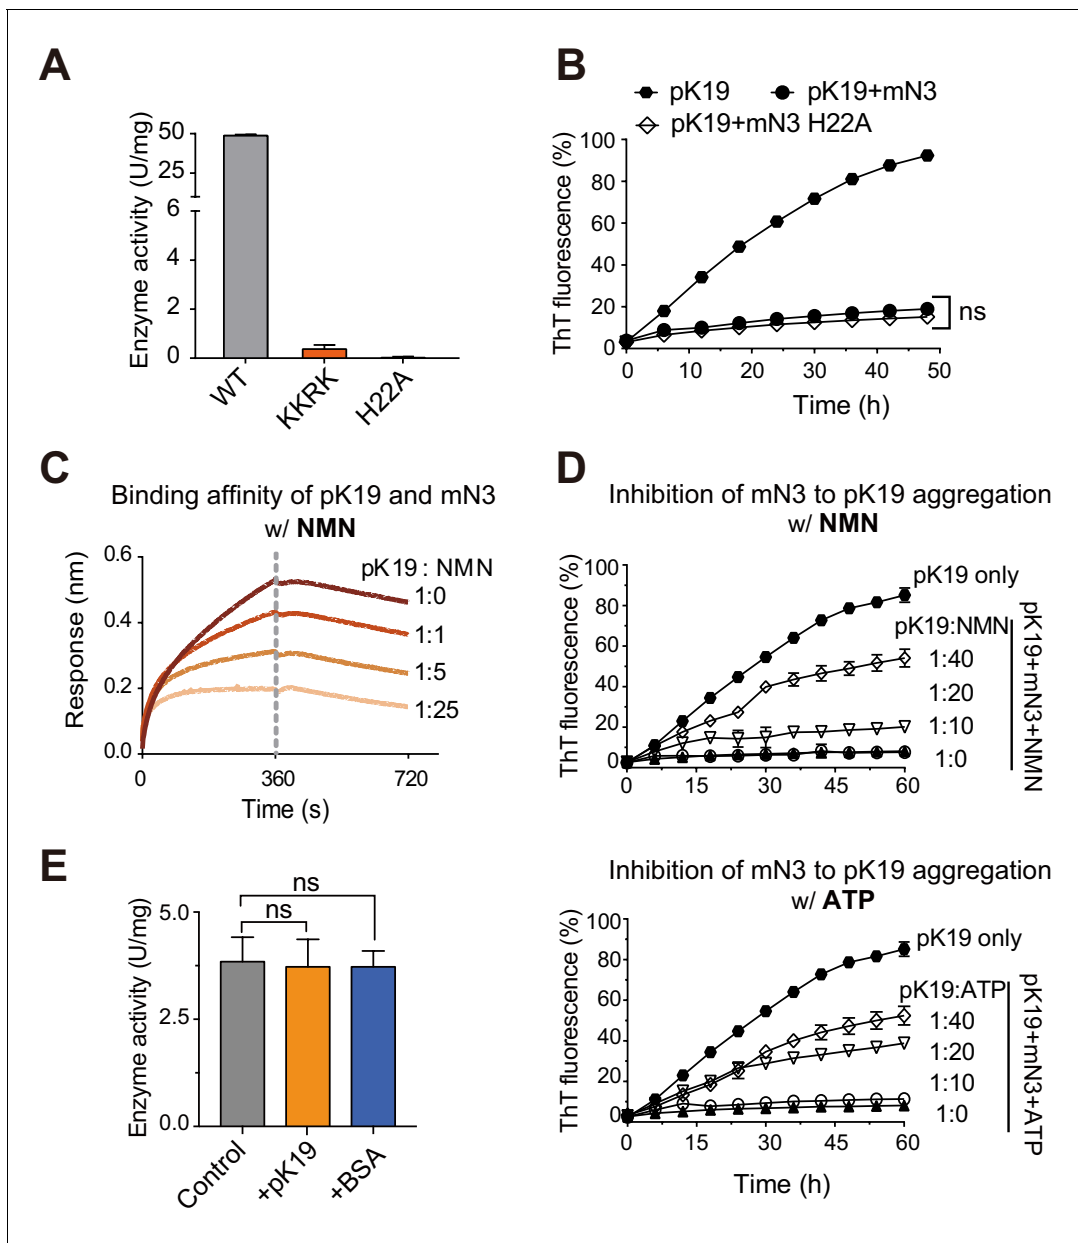 A
Enzyme activity (U/mg)
50
25
6
4
2
0
WT
KKRK
H22A
B
pK19
pK19+mN3
pK19+mN3 H22A
ThT fluorescence (%)
100
80
60
40
20
0
ns
0 10 20 30 40 50
Time (h)
C
Binding affinity of pK19 and mN3
w/ NMN
Response (nm)
0.6
0.4
0.2
0.0
pK19 : NMN
1:0
1:1
1:5
1:25
0 360 720
Time (s)
D
Inhibition of mN3 to pK19 aggregation
w/ NMN
ThT fluorescence (%)
100
80
60
40
20
0
pK19 only
pK19:NMN
1:40
1:20
1:10
1:0
pK19+mN3+NMN
0 15 30 45 60
Inhibition of mN3 to pK19 aggregation
w/ ATP
ThT fluorescence (%)
100
80
60
40
20
0
pK19 only
pK19:ATP
1:40
1:20
1:10
1:0
pK19+mN3+ATP
0 15 30 45 60
Time (h)
E
Enzyme activity (U/mg)
5.0
2.5
0.0
ns
ns
Control
+pK19
+BSA